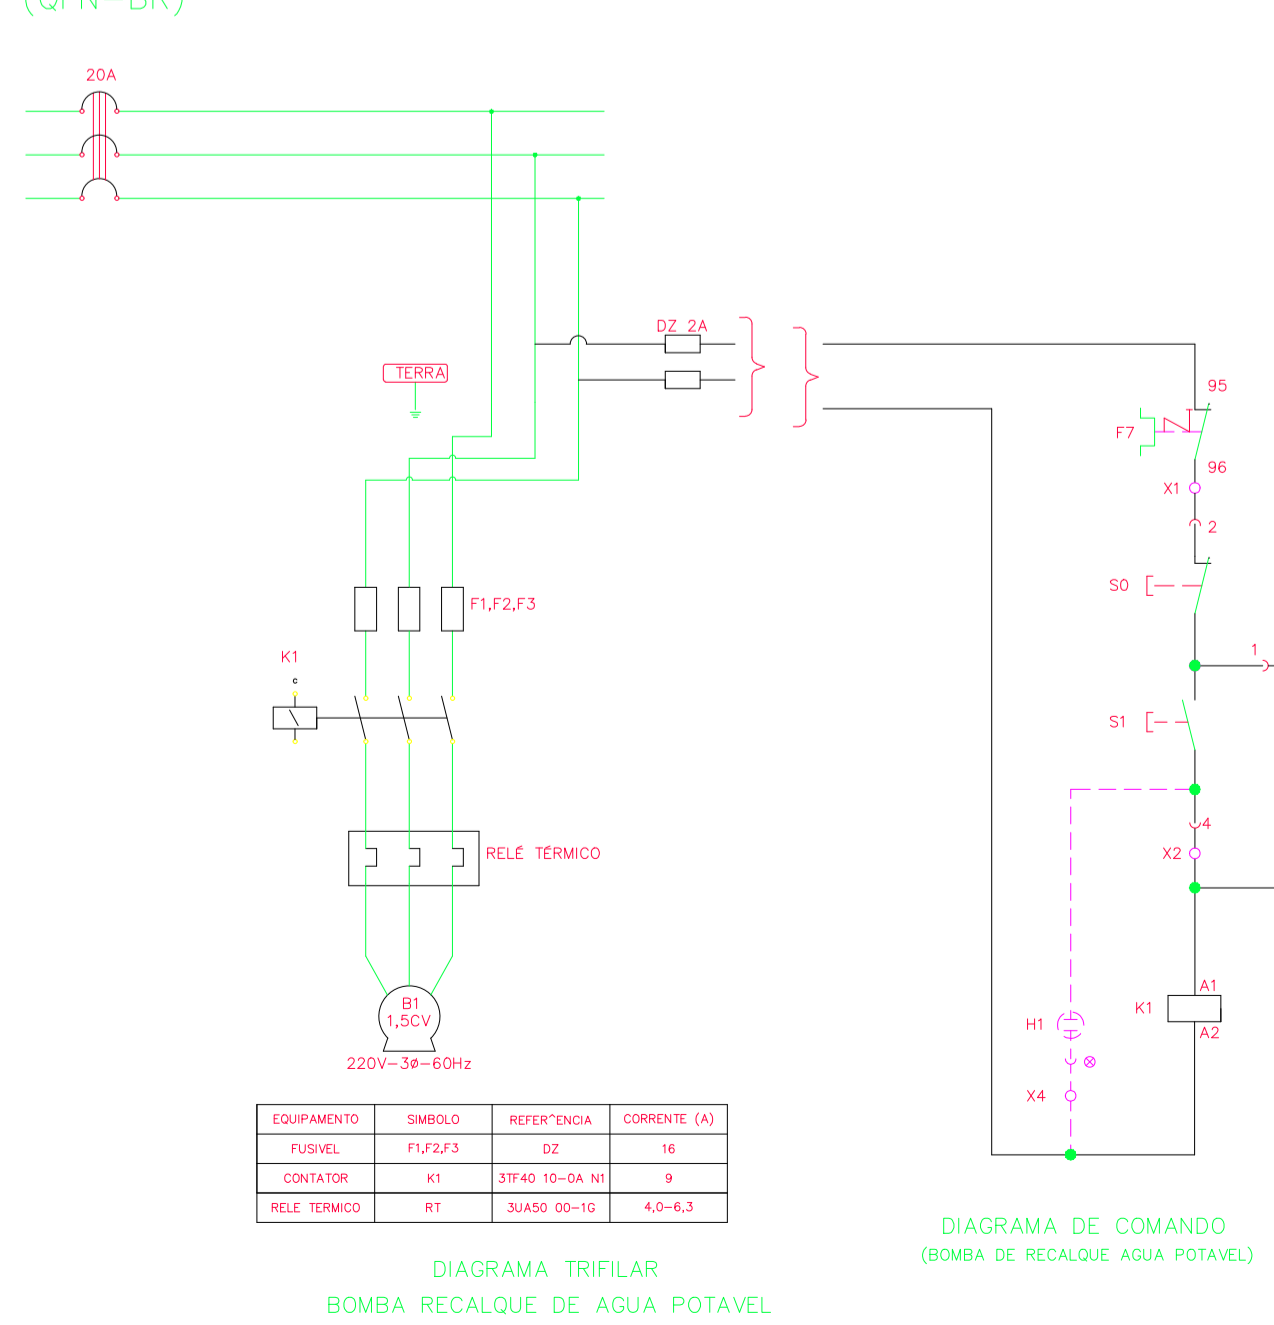 (QFN-BR)
20A
DZ 2A
TERRA
F1,F2,F3
K1
c
RELÉ TÉRMICO
B1
1,5CV
220V-3ø-60Hz
EQUIPAMENTO SIMBOLO REFER^ENCIA CORRENTE (A)
FUSIVEL F1,F2,F3 DZ 16
CONTATOR K1 3TF40 10-0A N1 9
RELE TERMICO RT 3UA50 00-1G 4,0-6,3
DIAGRAMA TRIFILAR
BOMBA RECALQUE DE AGUA POTAVEL
95
F7
96
X1
2
S0
1
S1
4
X2
A1
K1
A2
H1
X4
DIAGRAMA DE COMANDO
(BOMBA DE RECALQUE AGUA POTAVEL)